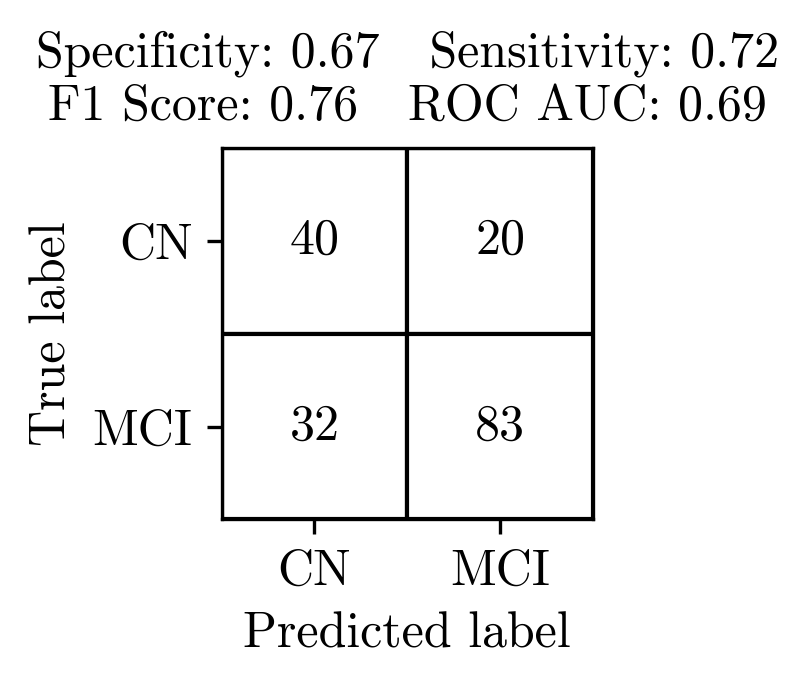 Specificity: 0.67 Sensitivity: 0.72
F1 Score: 0.76 ROC AUC: 0.69
True label
CN 40 20
MCI 32 83
CN MCI
Predicted label